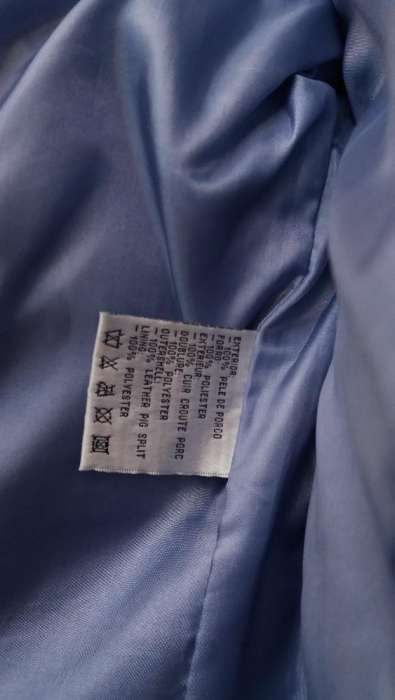 EXTERIOR:
100% PELE DE PORCO
FORRO:
100% POLIESTER
EXTERIEUR:
100% CUIR CROUTE PORC
DOUBLURE:
100% POLYESTER
OUTERSHELL:
100% LEATHER PIG SPLIT
LINING:
100% POLYESTER